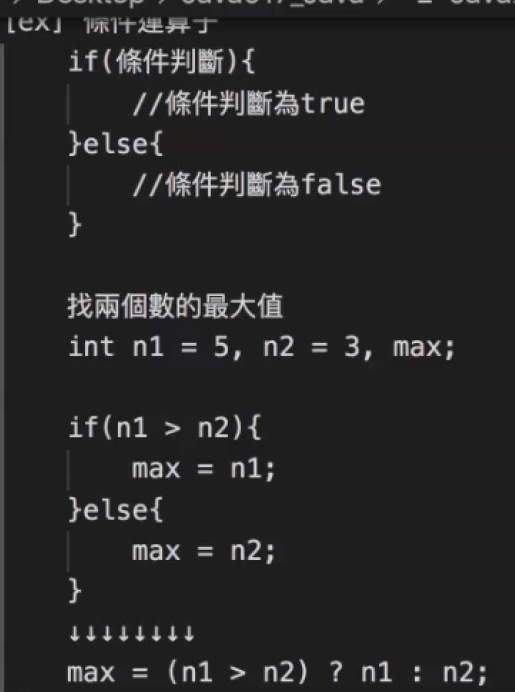 [ex] 條件運算子
if(條件判斷){
//條件判斷為true
}else{
//條件判斷為false
}
找兩個數的最大值
int n1 = 5, n2 = 3, max;
if(n1 > n2){
max = n1;
}else{
max = n2;
}
↓↓↓↓↓↓↓↓
max = (n1 > n2) ? n1 : n2;